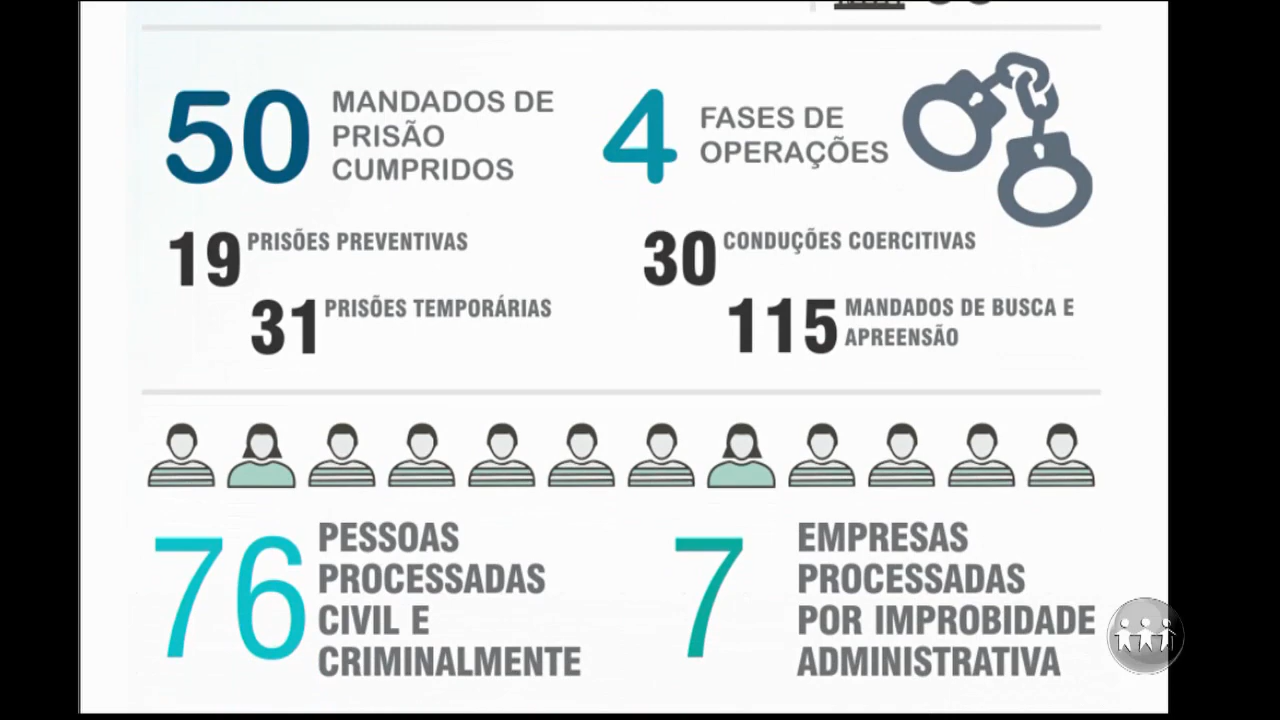 50 MANDADOS DE
PRISÃO
CUMPRIDOS
4 FASES DE
OPERAÇÕES
19 PRISÕES PREVENTIVAS
31 PRISÕES TEMPORÁRIAS
30 CONDUÇÕES COERCITIVAS
115 MANDADOS DE BUSCA E
APREENSÃO
76 PESSOAS
PROCESSADAS
CIVIL E
CRIMINALMENTE
7 EMPRESAS
PROCESSADAS
POR IMPROBIDADE
ADMINISTRATIVA